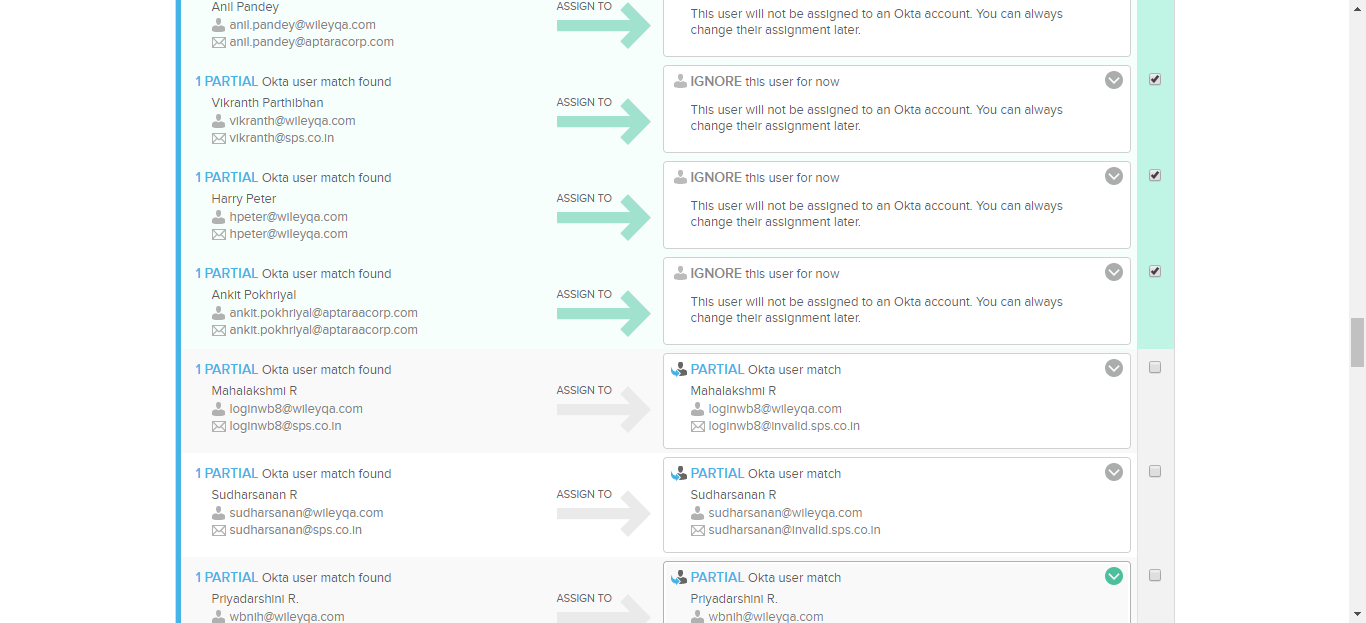 Anil Pandey
anil.pandey@wileyqa.com
anil.pandey@aptaracorp.com
ASSIGN TO
This user will not be assigned to an Okta account. You can always
change their assignment later.
1 PARTIAL Okta user match found
Vikranth Parthibhan
vikranth@wileyqa.com
vikranth@sps.co.in
ASSIGN TO
IGNORE this user for now
This user will not be assigned to an Okta account. You can always
change their assignment later.
1 PARTIAL Okta user match found
Harry Peter
hpeter@wileyqa.com
hpeter@wileyqa.com
ASSIGN TO
IGNORE this user for now
This user will not be assigned to an Okta account. You can always
change their assignment later.
1 PARTIAL Okta user match found
Ankit Pokhriyal
ankit.pokhriyal@aptaraacorp.com
ankit.pokhriyal@aptaraacorp.com
ASSIGN TO
IGNORE this user for now
This user will not be assigned to an Okta account. You can always
change their assignment later.
1 PARTIAL Okta user match found
Mahalakshmi R
loginwb8@wileyqa.com
loginwb8@sps.co.in
ASSIGN TO
PARTIAL Okta user match
Mahalakshmi R
loginwb8@wileyqa.com
loginwb8@invalid.sps.co.in
1 PARTIAL Okta user match found
Sudharsanan R
sudharsanan@wileyqa.com
sudharsanan@sps.co.in
ASSIGN TO
PARTIAL Okta user match
Sudharsanan R
sudharsanan@wileyqa.com
sudharsanan@invalid.sps.co.in
1 PARTIAL Okta user match found
Priyadarshini R.
wbnih@wileyqa.com
ASSIGN TO
PARTIAL Okta user match
Priyadarshini R.
wbnih@wileyqa.com